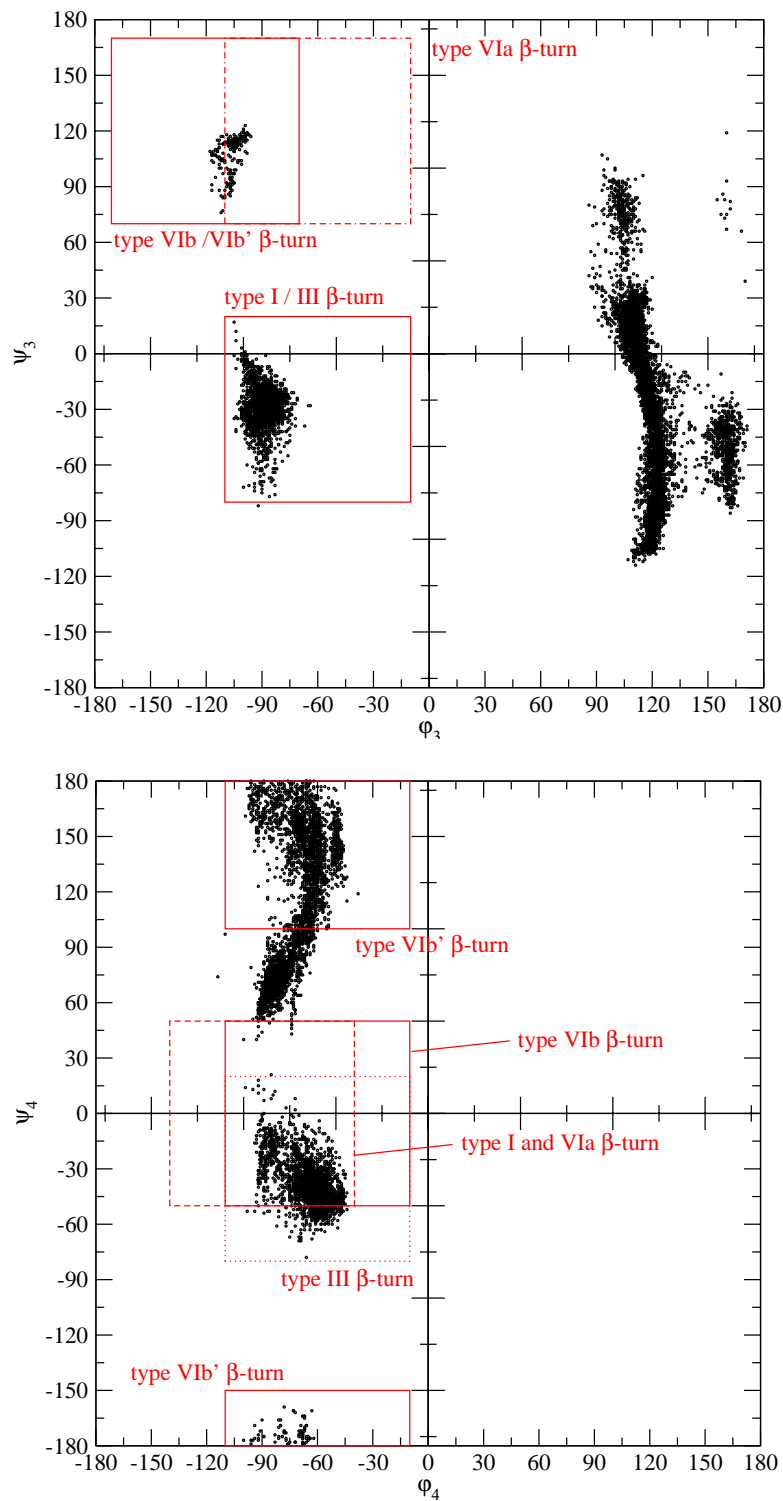 180
type VIa β-turn
150
120
90
type VIb /VIb' β-turn
60
30
type I / III β-turn
ψ3
0
-30
-60
-90
-120
-150
-180
-180 -150 -120 -90 -60 -30 0 30 60 90 120 150 180
φ3
180
150
120
90
type VIb' β-turn
60
30
type VIb β-turn
ψ4
0
type I and VIa β-turn
-30
-60
-90
type III β-turn
-120
type VIb' β-turn
-150
-180
-180 -150 -120 -90 -60 -30 0 30 60 90 120 150 180
φ4